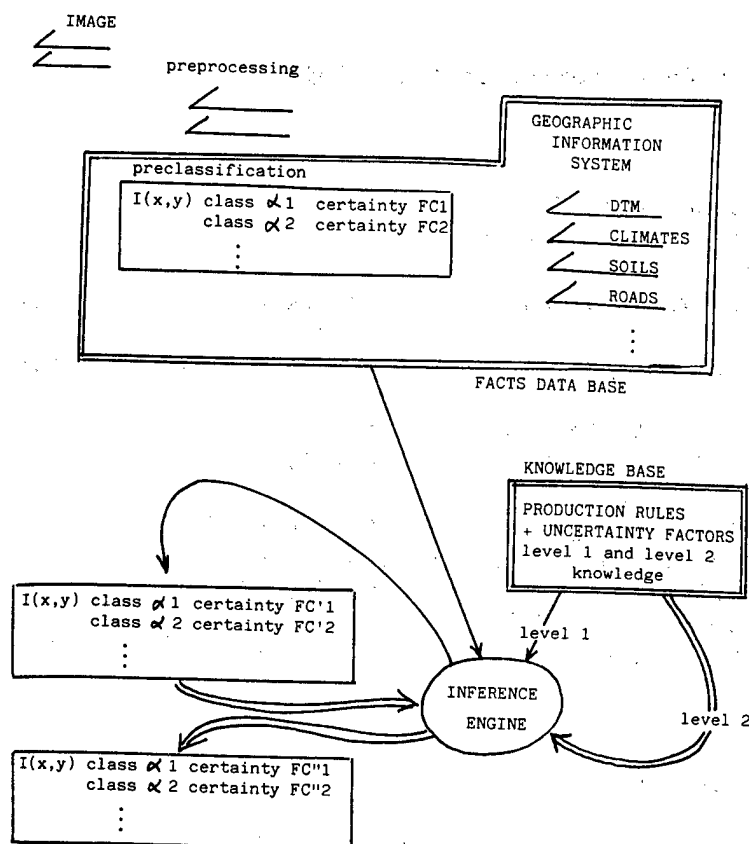 IMAGE
preprocessing
GEOGRAPHIC
INFORMATION
SYSTEM
preclassification
I(x,y) class α1 certainty FC1
class α2 certainty FC2
⋮
DTM
CLIMATES
SOILS
ROADS
⋮
FACTS DATA BASE
KNOWLEDGE BASE
PRODUCTION RULES
+ UNCERTAINTY FACTORS
level 1 and level 2
knowledge
I(x,y) class α1 certainty FC'1
class α2 certainty FC'2
⋮
level 1
INFERENCE
ENGINE
level 2
I(x,y) class α1 certainty FC"1
class α2 certainty FC"2
⋮